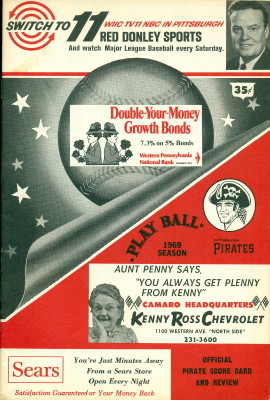 SWITCH TO 11
WIIC TV11 NBC IN PITTSBURGH
RED DONLEY SPORTS
And watch Major League Baseball every Saturday.
35¢
Double-Your-Money
Growth Bonds
7.3% on 5% Bonds
Western Pennsylvania
National Bank
PLAY BALL
1969
SEASON
PITTSBURGH
PIRATES
AUNT PENNY SAYS,
"YOU ALWAYS GET PLENNY
FROM KENNY"
"CAMARO HEADQUARTERS"
KENNY ROSS CHEVROLET
1100 WESTERN AVE. "NORTH SIDE"
231-3600
Sears
You're Just Minutes Away
From a Sears Store
Open Every Night
Satisfaction Guaranteed or Your Money Back
OFFICIAL
PIRATE SCORE CARD
AND REVIEW